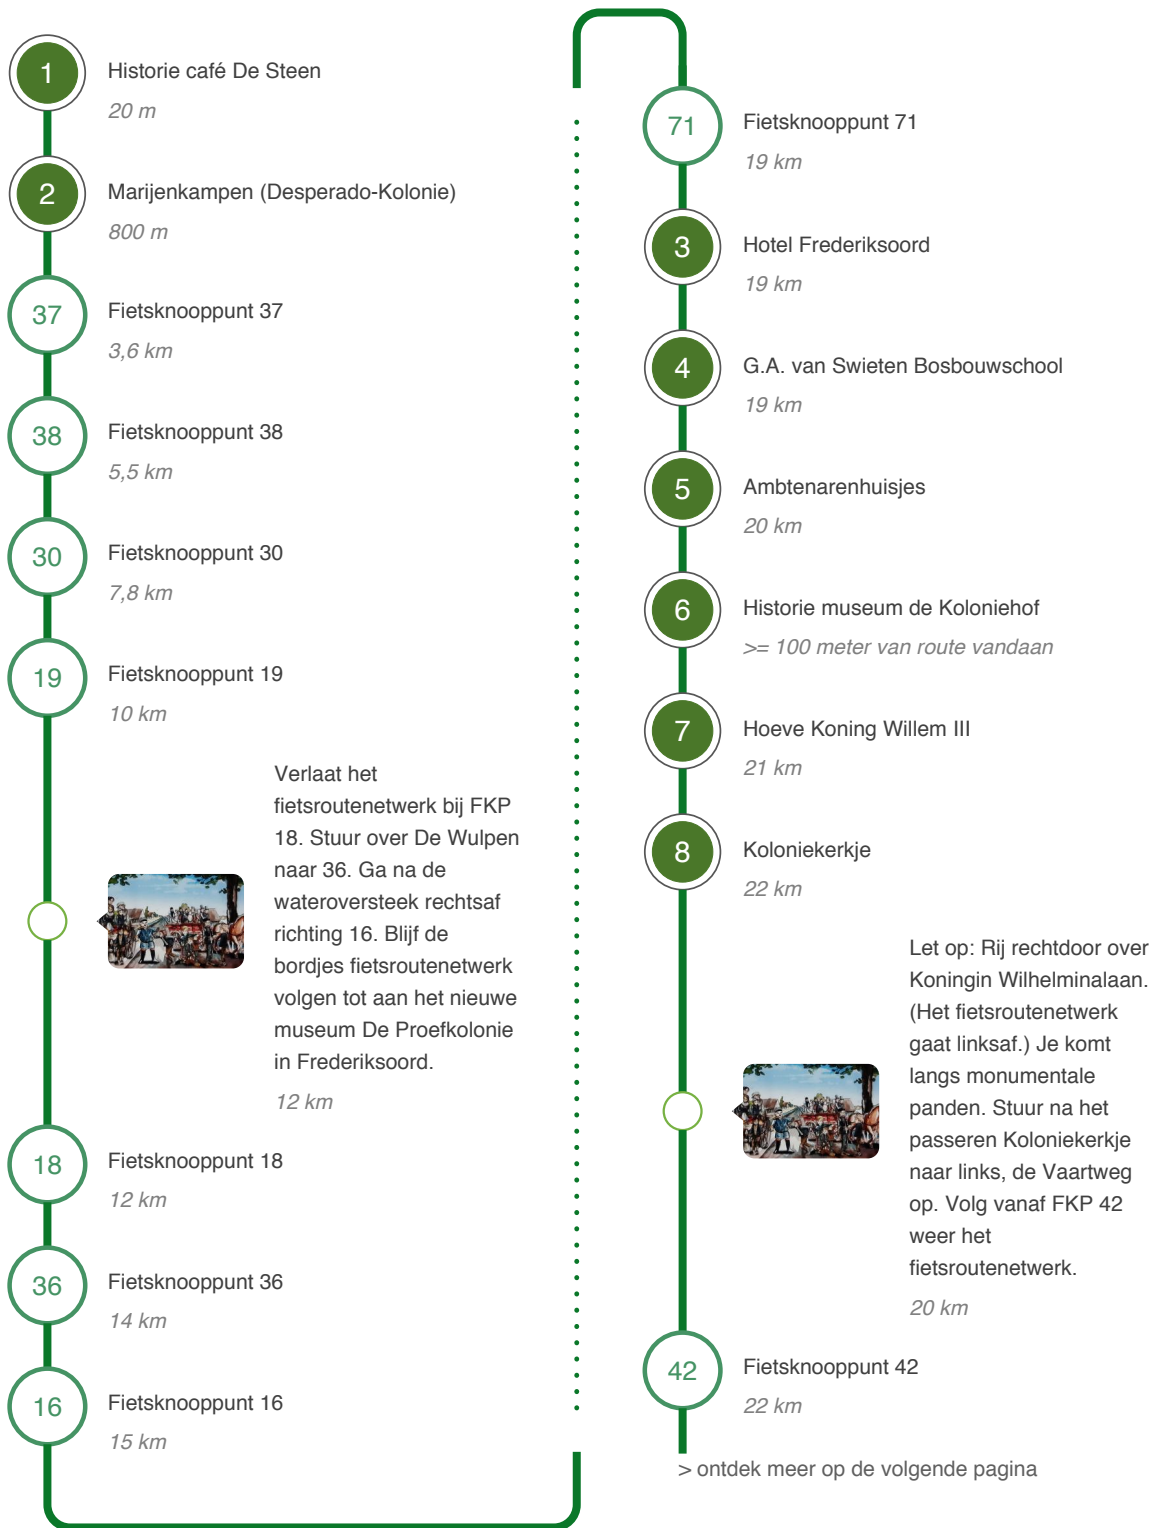 1
Historie café De Steen
20 m
2
Marijenkampen (Desperado-Kolonie)
800 m
37
Fietsknooppunt 37
3,6 km
38
Fietsknooppunt 38
5,5 km
30
Fietsknooppunt 30
7,8 km
19
Fietsknooppunt 19
10 km
Verlaat het
fietsroutenetwerk bij FKP
18. Stuur over De Wulpen
naar 36. Ga na de
wateroversteek rechtsaf
richting 16. Blijf de
bordjes fietsroutenetwerk
volgen tot aan het nieuwe
museum De Proefkolonie
in Frederiksoord.
12 km
18
Fietsknooppunt 18
12 km
36
Fietsknooppunt 36
14 km
16
Fietsknooppunt 16
15 km
71
Fietsknooppunt 71
19 km
3
Hotel Frederiksoord
19 km
4
G.A. van Swieten Bosbouwschool
19 km
5
Ambtenarenhuisjes
20 km
6
Historie museum de Koloniehof
>= 100 meter van route vandaan
7
Hoeve Koning Willem III
21 km
8
Koloniekerkje
22 km
Let op: Rij rechtdoor over
Koningin Wilhelminalaan.
(Het fietsroutenetwerk
gaat linksaf.) Je komt
langs monumentale
panden. Stuur na het
passeren Koloniekerkje
naar links, de Vaartweg
op. Volg vanaf FKP 42
weer het
fietsroutenetwerk.
20 km
42
Fietsknooppunt 42
22 km
> ontdek meer op de volgende pagina